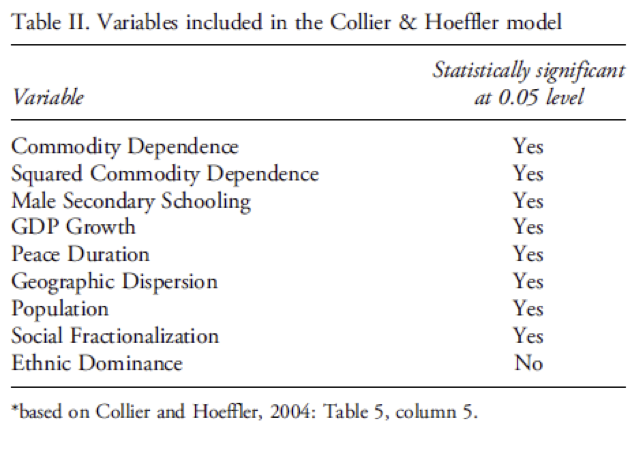 Table II. Variables included in the Collier & Hoeffler model
Statistically significant
Variable at 0.05 level
Commodity Dependence Yes
Squared Commodity Dependence Yes
Male Secondary Schooling Yes
GDP Growth Yes
Peace Duration Yes
Geographic Dispersion Yes
Population Yes
Social Fractionalization Yes
Ethnic Dominance No
*based on Collier and Hoeffler, 2004: Table 5, column 5.